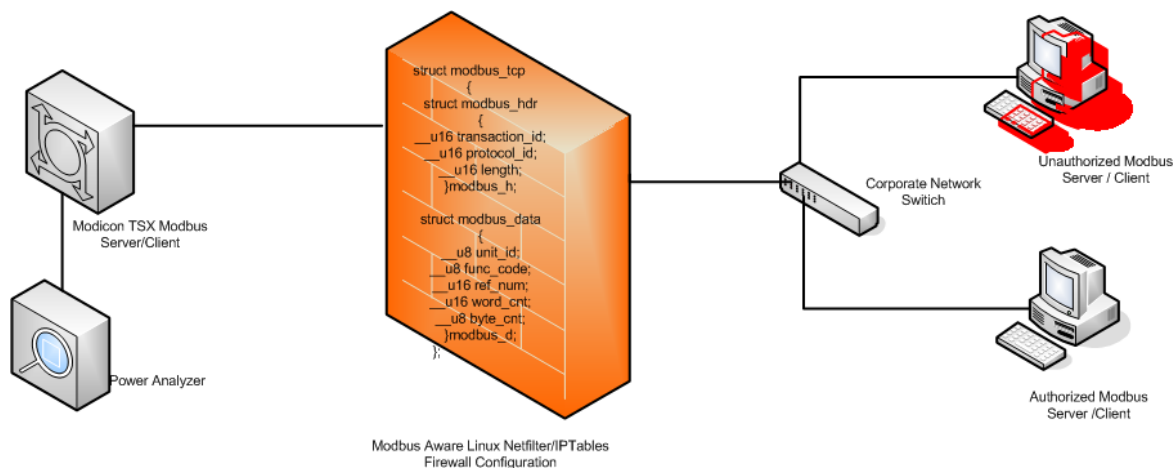 struct modbus_tcp
{
struct modbus_hdr
{
__u16 transaction_id;
__u16 protocol_id;
__u16 length;
}modbus_h;
struct modbus_data
{
__u8 unit_id;
__u8 func_code;
__u16 ref_num;
__u16 word_cnt;
__u8 byte_cnt;
}modbus_d;
};
Modicon TSX Modbus
Server/Client
Power Analyzer
Modbus Aware Linux Netfilter/IPTables
Firewall Configuration
Corporate Network
Switich
Unauthorized Modbus
Server / Client
Authorized Modbus
Server /Client